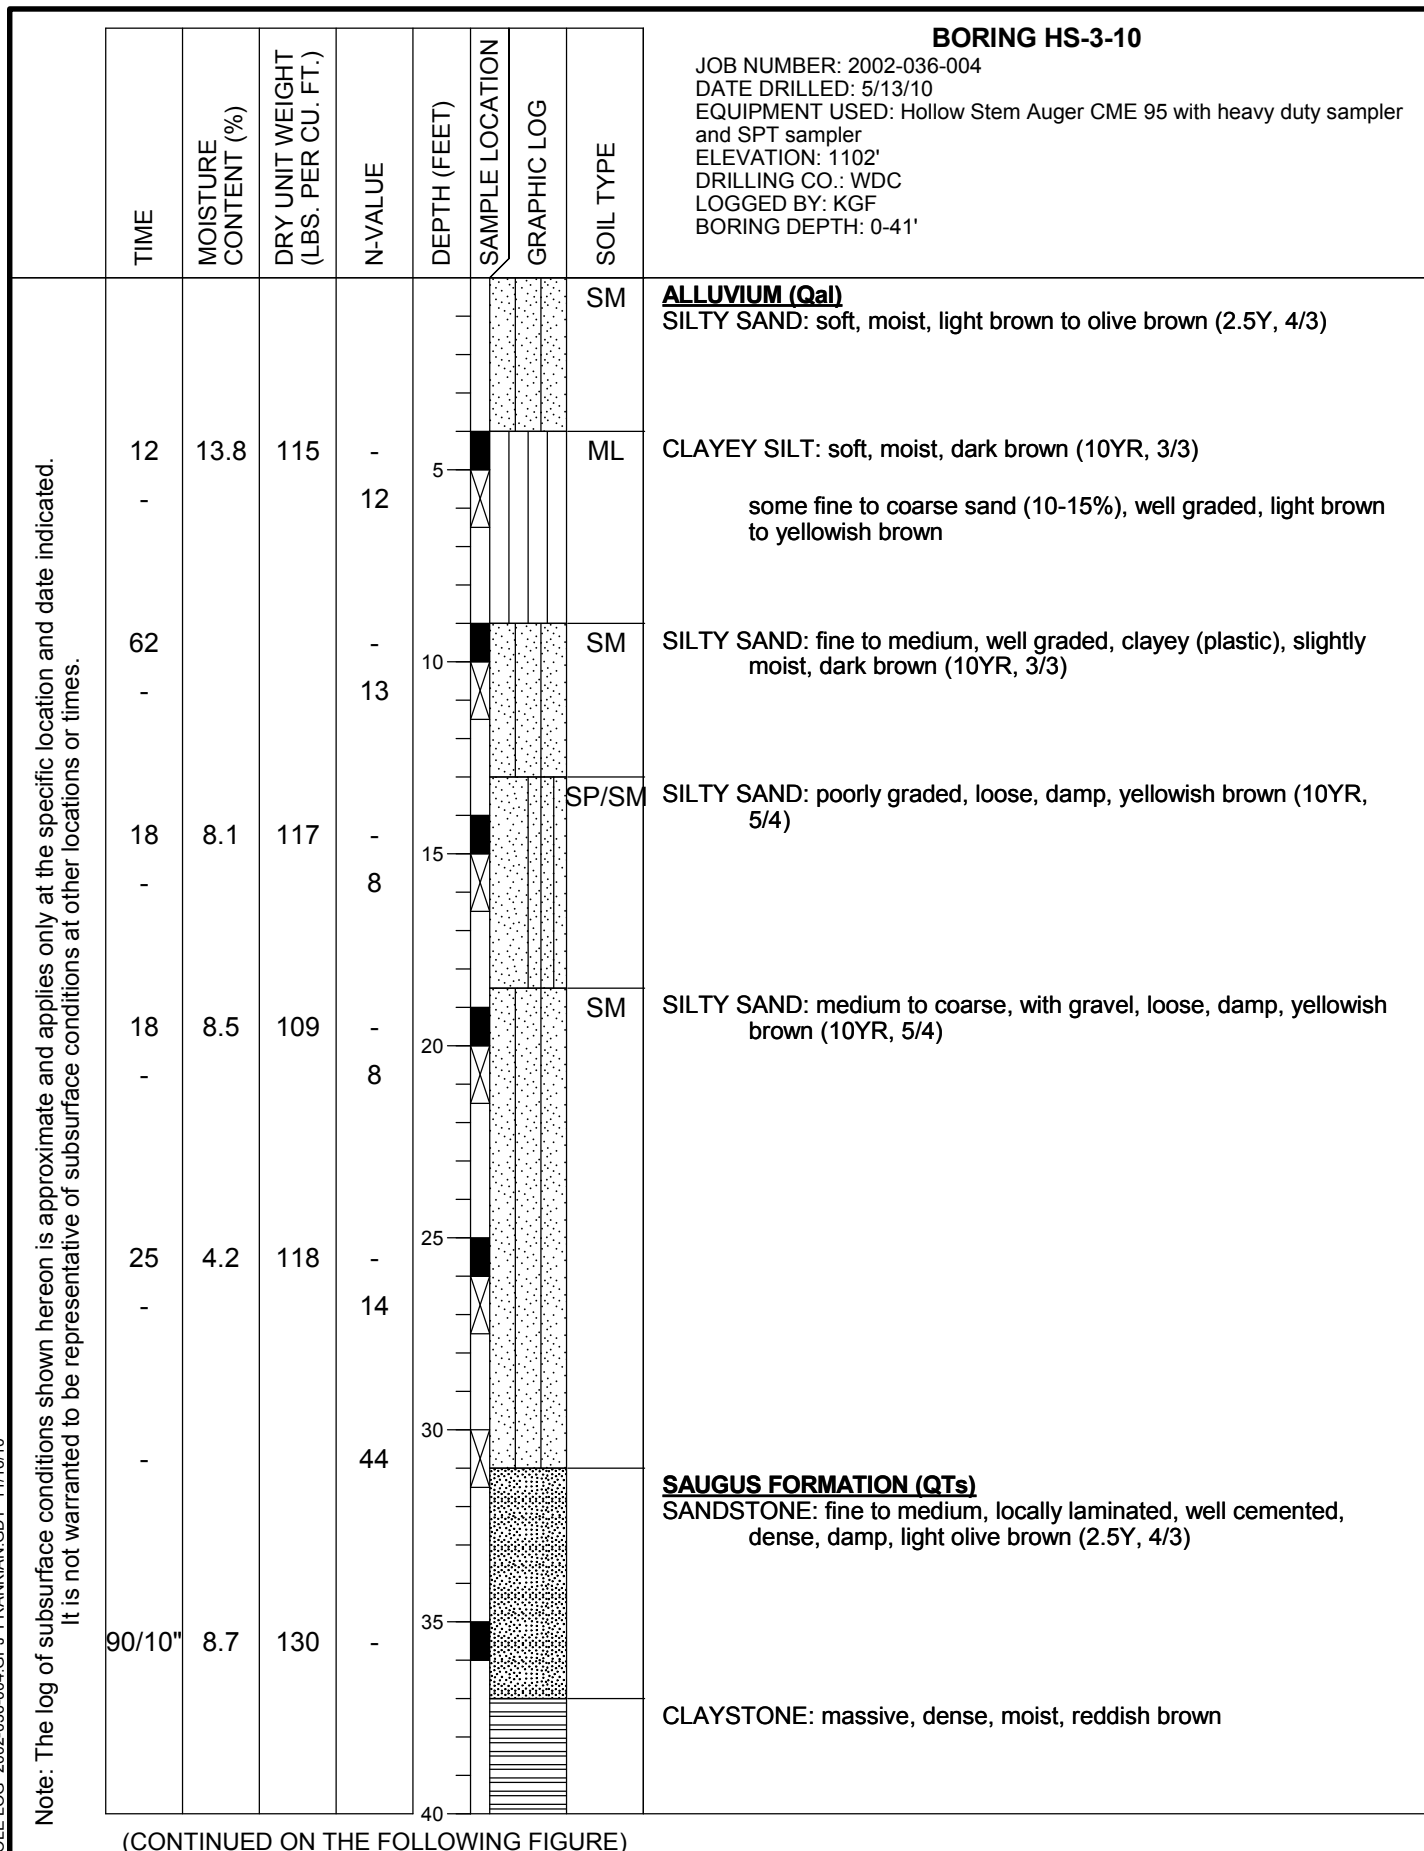 BORING HS-3-10
JOB NUMBER: 2002-036-004
DATE DRILLED: 5/13/10
EQUIPMENT USED: Hollow Stem Auger CME 95 with heavy duty sampler
and SPT sampler
ELEVATION: 1102'
DRILLING CO.: WDC
LOGGED BY: KGF
BORING DEPTH: 0-41'
TIME
MOISTURE
CONTENT (%)
DRY UNIT WEIGHT
(LBS. PER CU. FT.)
N-VALUE
DEPTH (FEET)
SAMPLE LOCATION
GRAPHIC LOG
SOIL TYPE
SM ALLUVIUM (Qal)
SILTY SAND: soft, moist, light brown to olive brown (2.5Y, 4/3)
12 13.8 115 - ML CLAYEY SILT: soft, moist, dark brown (10YR, 3/3)
5
- 12 some fine to coarse sand (10-15%), well graded, light brown
to yellowish brown
62 - SM SILTY SAND: fine to medium, well graded, clayey (plastic), slightly
10 moist, dark brown (10YR, 3/3)
- 13
SP/SM SILTY SAND: poorly graded, loose, damp, yellowish brown (10YR,
5/4)
18 8.1 117 -
15
- 8
18 8.5 109 - SM SILTY SAND: medium to coarse, with gravel, loose, damp, yellowish
20 brown (10YR, 5/4)
- 8
25
25 4.2 118 -
- 14
30
- 44
SAUGUS FORMATION (QTs)
SANDSTONE: fine to medium, locally laminated, well cemented,
dense, damp, light olive brown (2.5Y, 4/3)
35
90/10" 8.7 130 -
CLAYSTONE: massive, dense, moist, reddish brown
40
(CONTINUED ON THE FOLLOWING FIGURE)
Note: The log of subsurface conditions shown hereon is approximate and applies only at the specific location and date indicated.
It is not warranted to be representative of subsurface conditions at other locations or times.